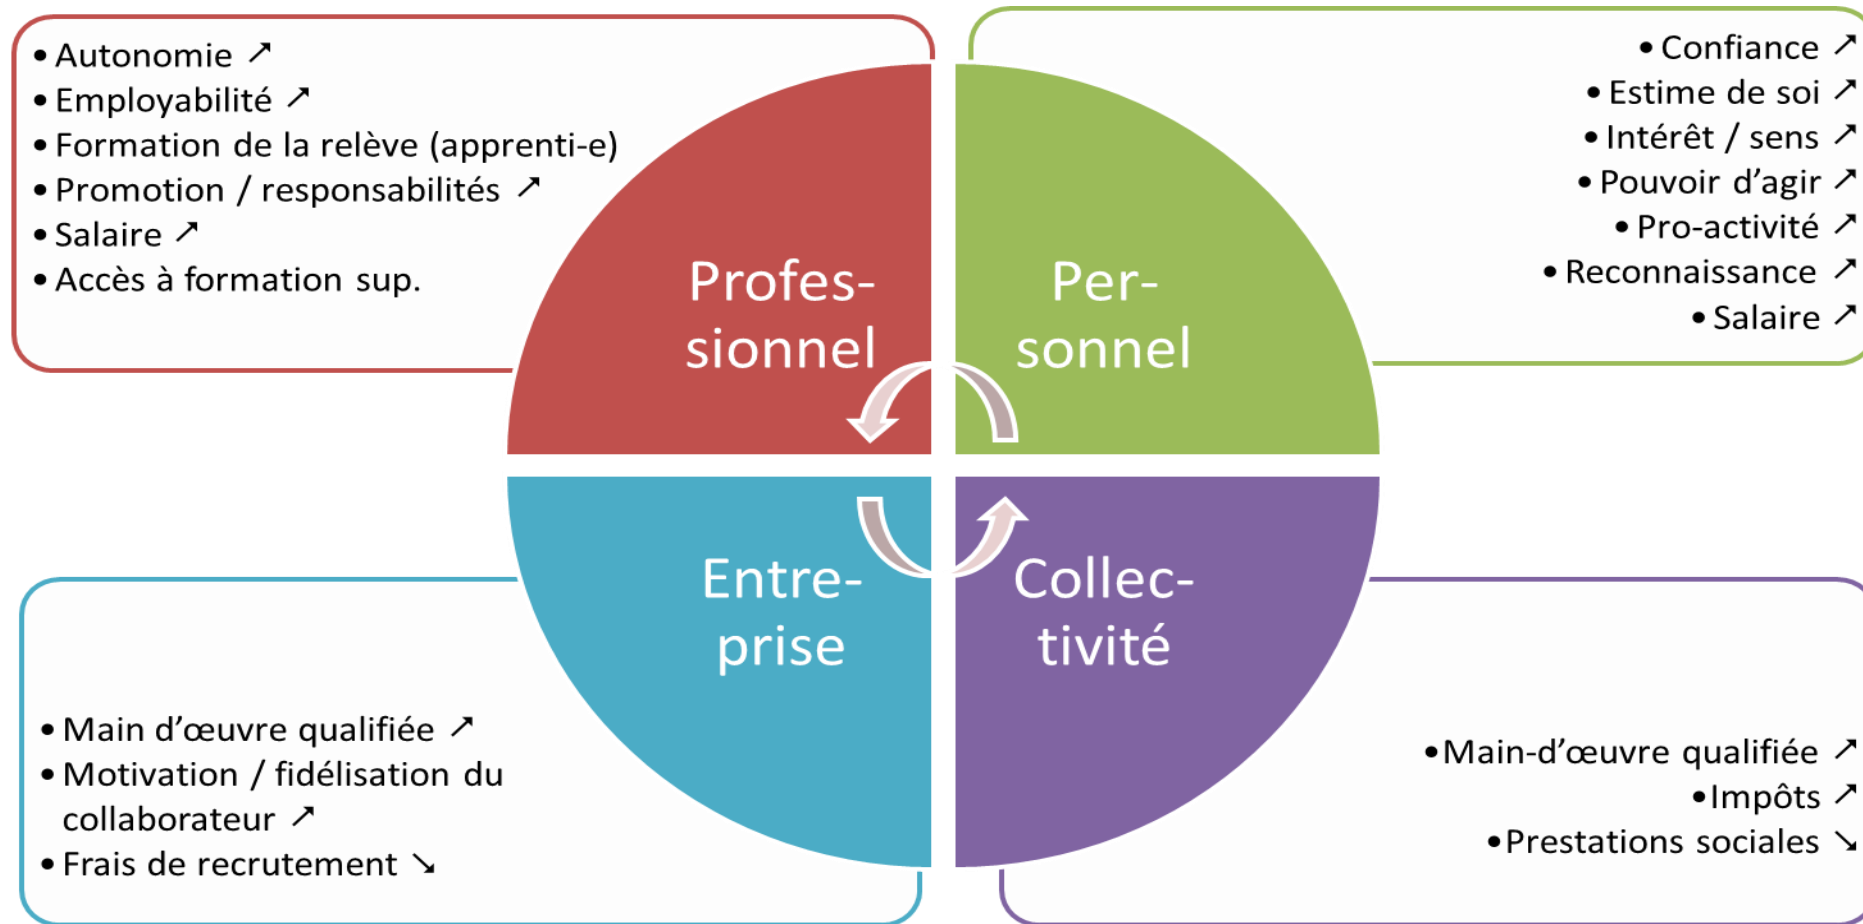 • Autonomie ↗
• Employabilité ↗
• Formation de la relève (apprenti-e)
• Promotion / responsabilités ↗
• Salaire ↗
• Accès à formation sup.
• Confiance ↗
• Estime de soi ↗
• Intérêt / sens ↗
• Pouvoir d’agir ↗
• Pro-activité ↗
• Reconnaissance ↗
• Salaire ↗
Profes-
sionnel
Per-
sonnel
Entre-
prise
Collec-
tivité
• Main d’œuvre qualifiée ↗
• Motivation / fidélisation du
collaborateur ↗
• Frais de recrutement ↘
•Main-d’œuvre qualifiée ↗
•Impôts ↗
•Prestations sociales ↘